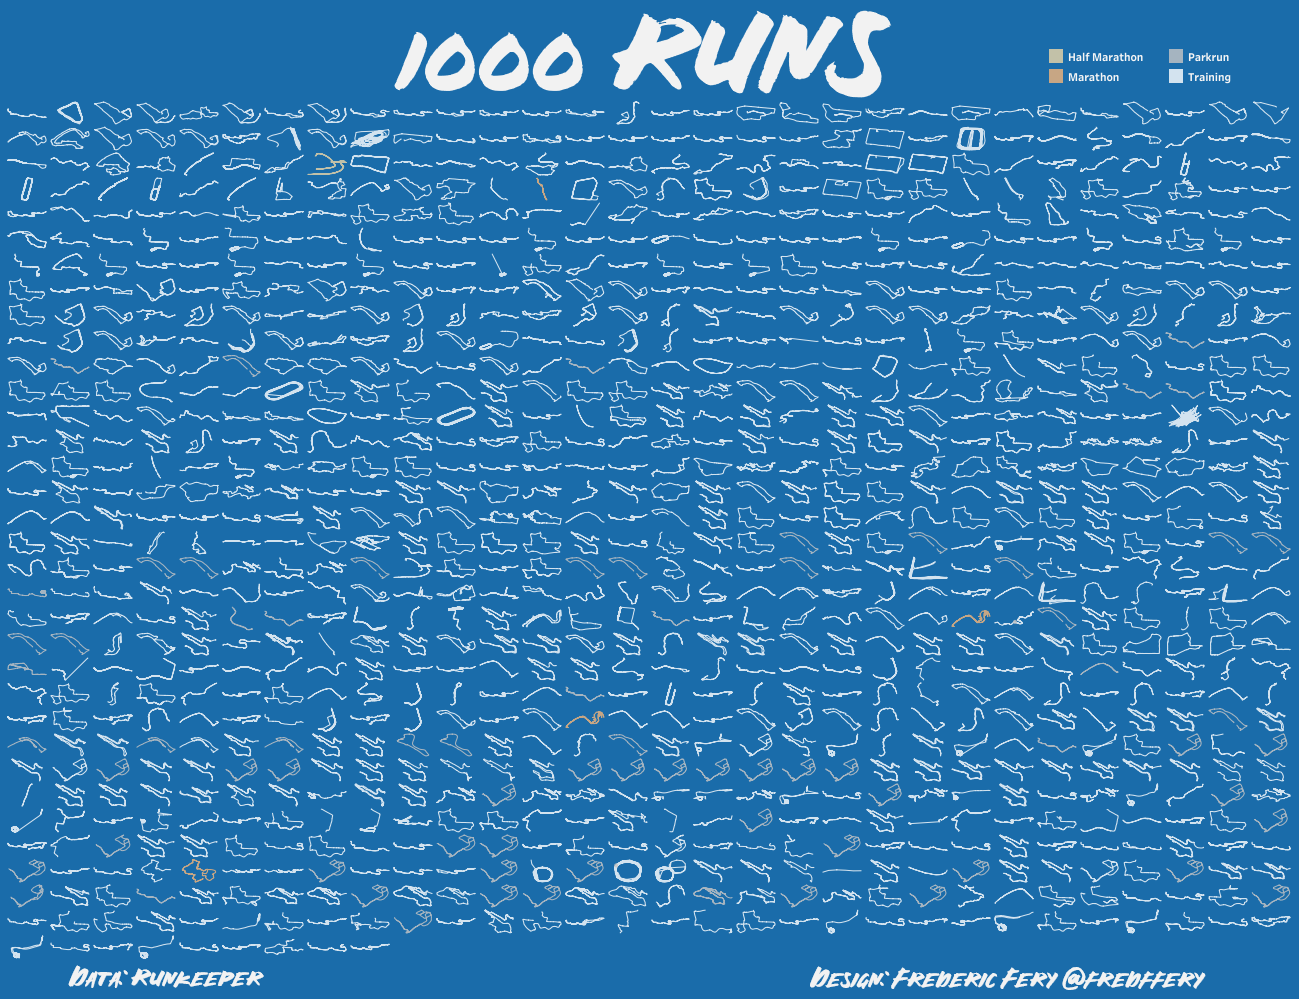 1000 RUNS
Half Marathon
Parkrun
Marathon
Training
DATA: RUNKEEPER
DESIGN: FREDERIC FERY @FREDFFERY